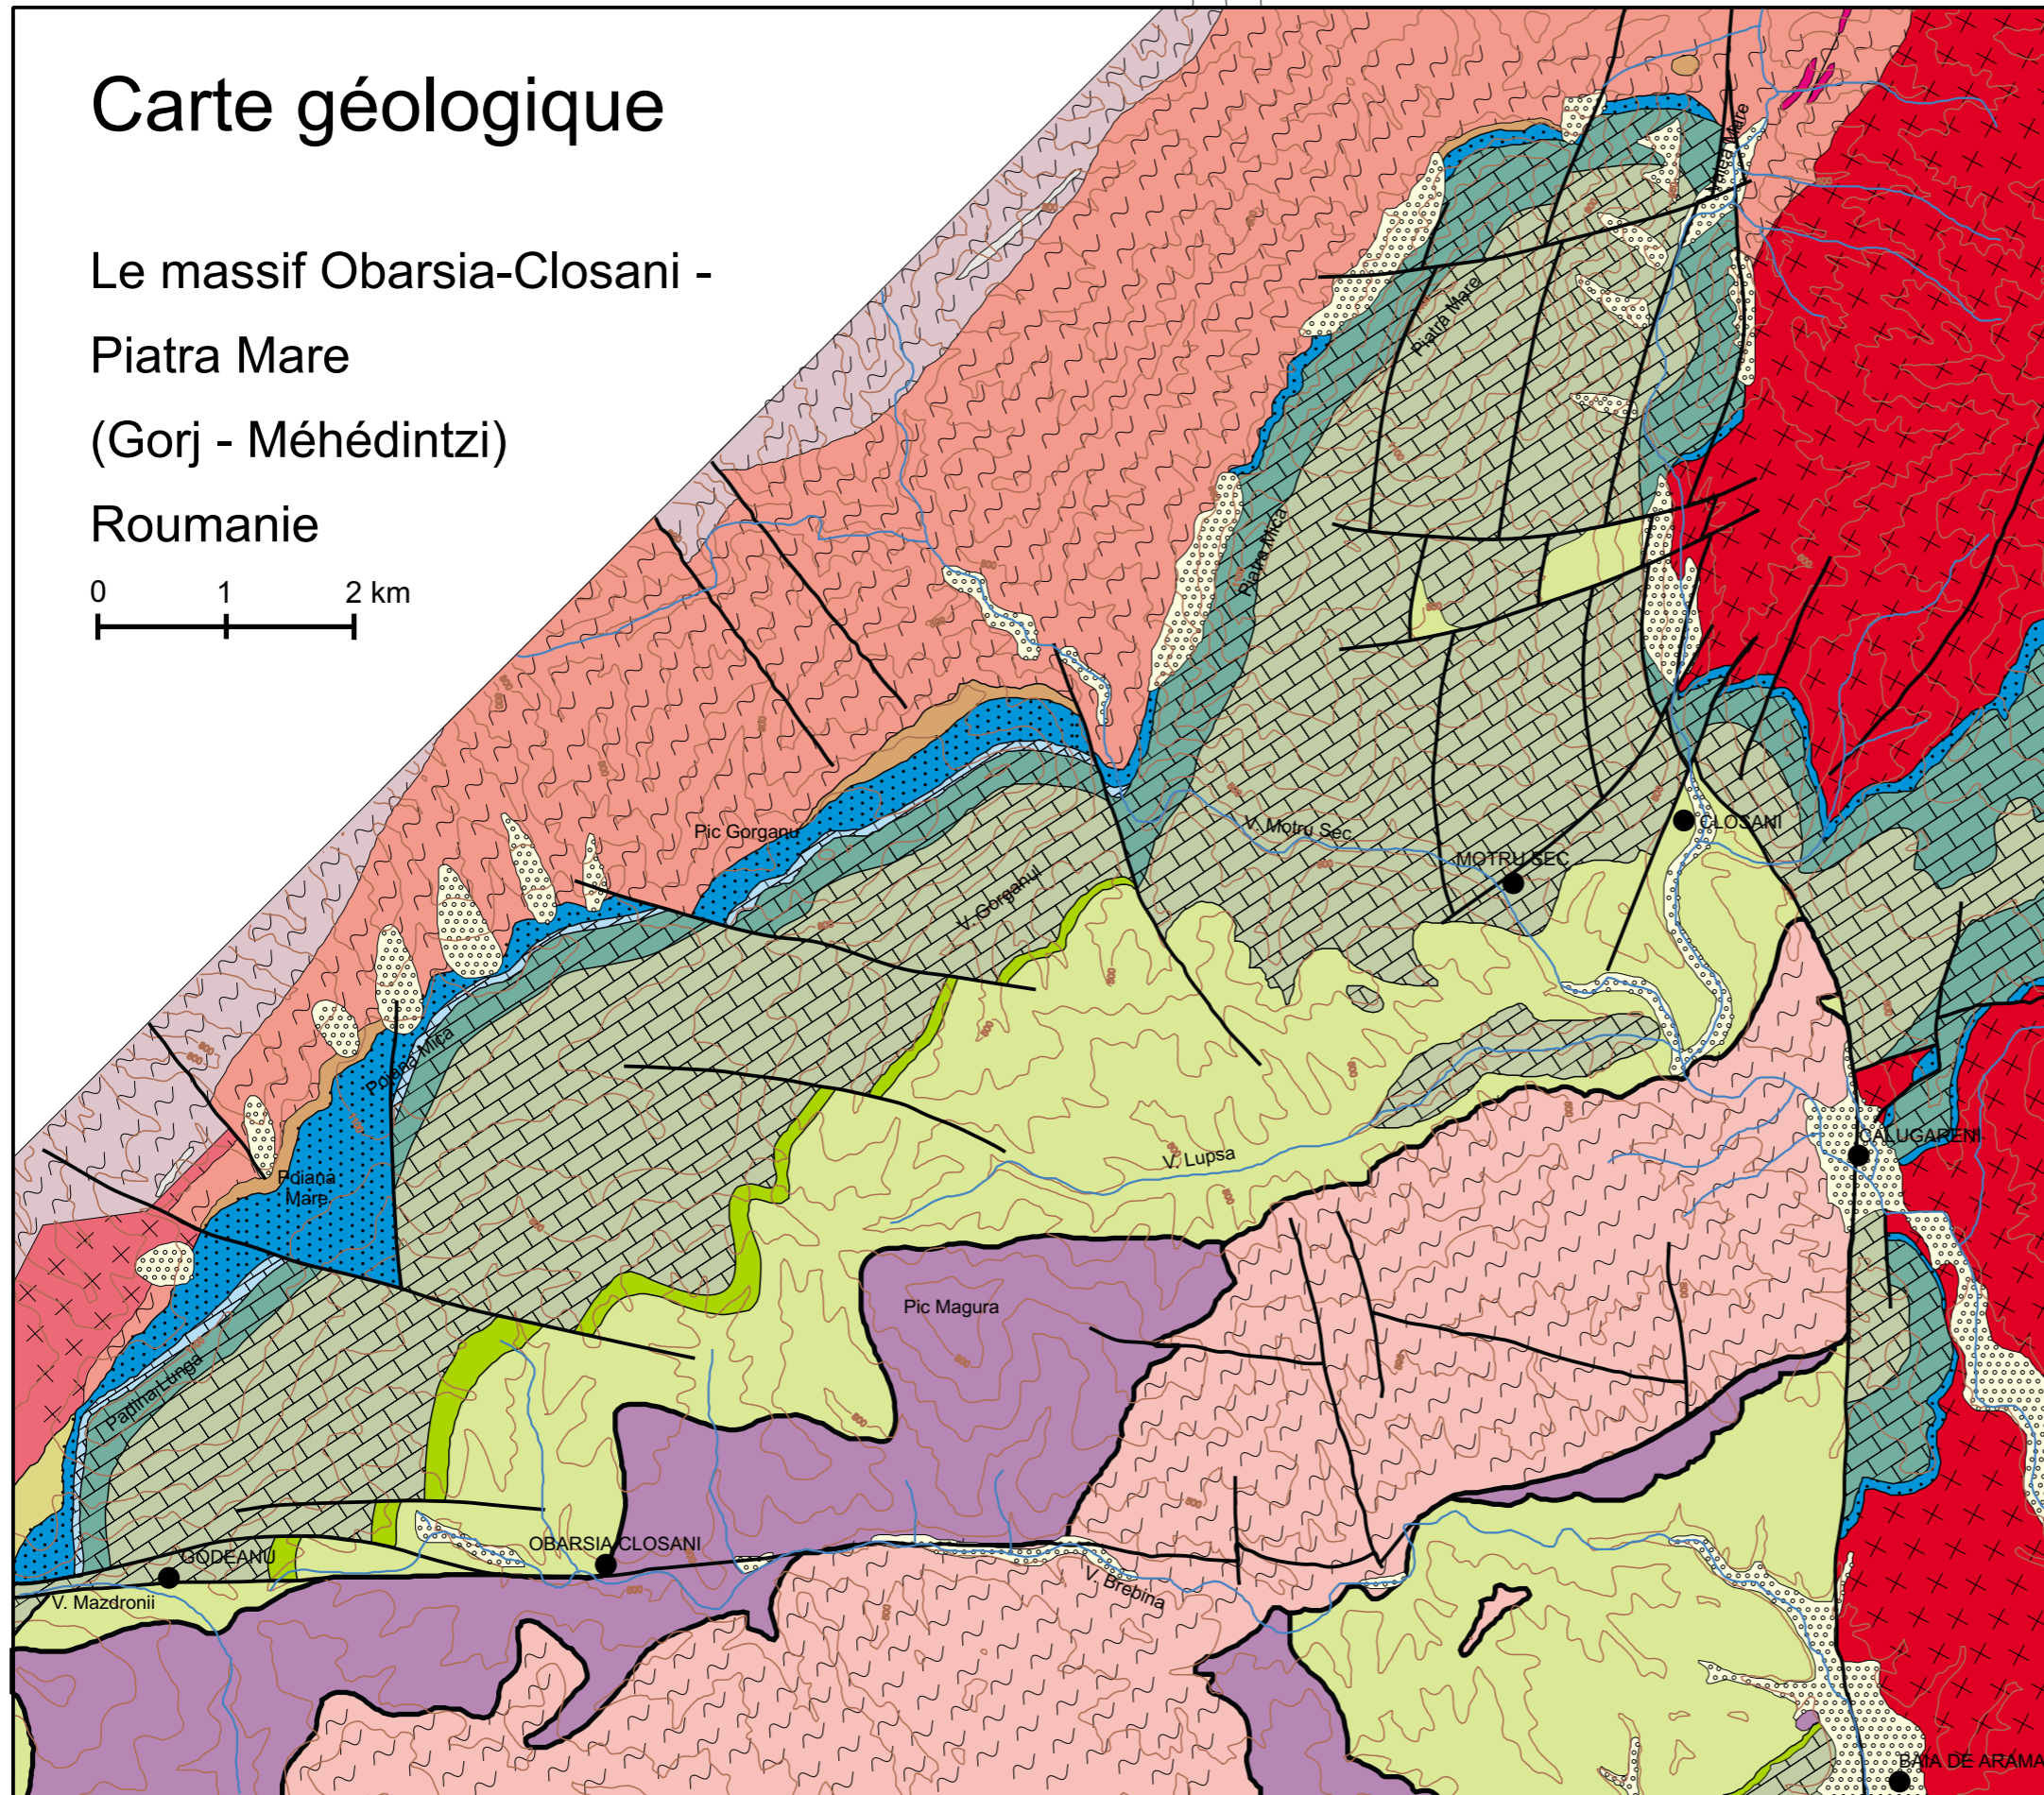 Carte géologique
Le massif Obarsia-Closani -
Piatra Mare
(Gorj - Méhédintzi)
Roumanie
0 1 2 km
Valea Mare
Piatra Mare
Piatra Mica
Pic Gorganu
V. Motru Sec.
CLOSANI
MOTRU SEC
V. Gorganul
Poiana Mica
CALUGARENI
V. Lupsa
Poiana
Mare
Pic Magura
Papina Lunga
OBARSIA CLOSANI
GODEANU
V. Mazdronii
V. Brebina
BAIA DE ARAMA